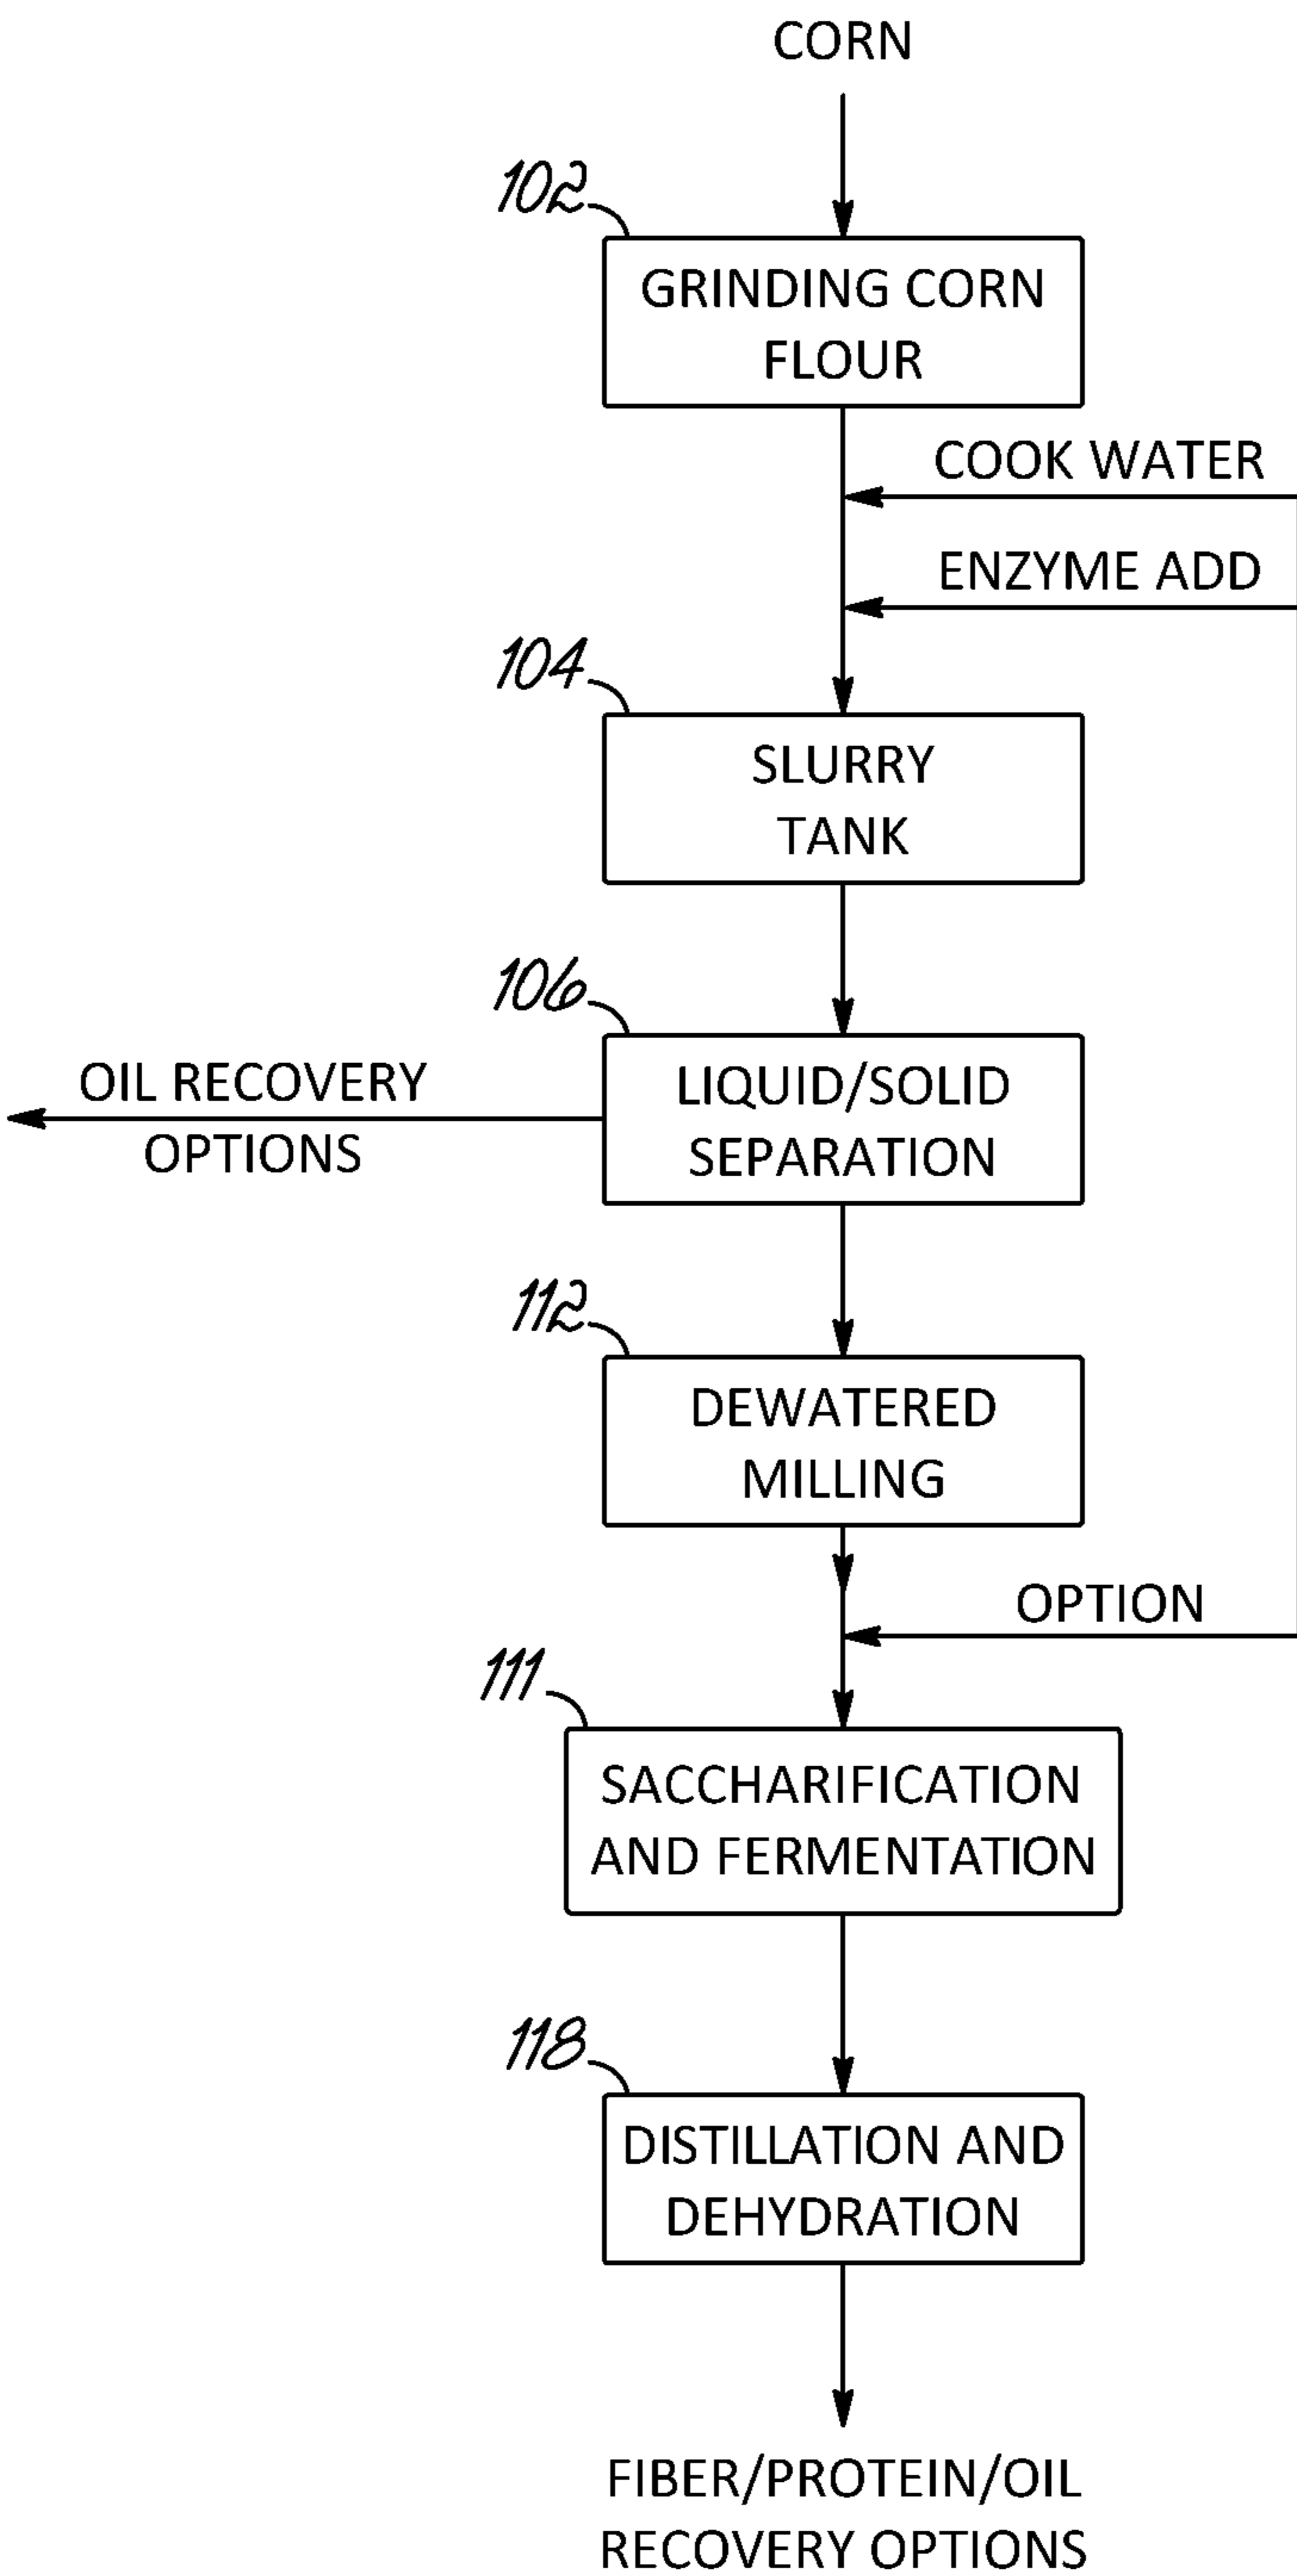 CORN
102
GRINDING CORN
FLOUR
COOK WATER
ENZYME ADD
104
SLURRY
TANK
106
OIL RECOVERY
OPTIONS
LIQUID/SOLID
SEPARATION
112
DEWATERED
MILLING
OPTION
111
SACCHARIFICATION
AND FERMENTATION
118
DISTILLATION AND
DEHYDRATION
FIBER/PROTEIN/OIL
RECOVERY OPTIONS